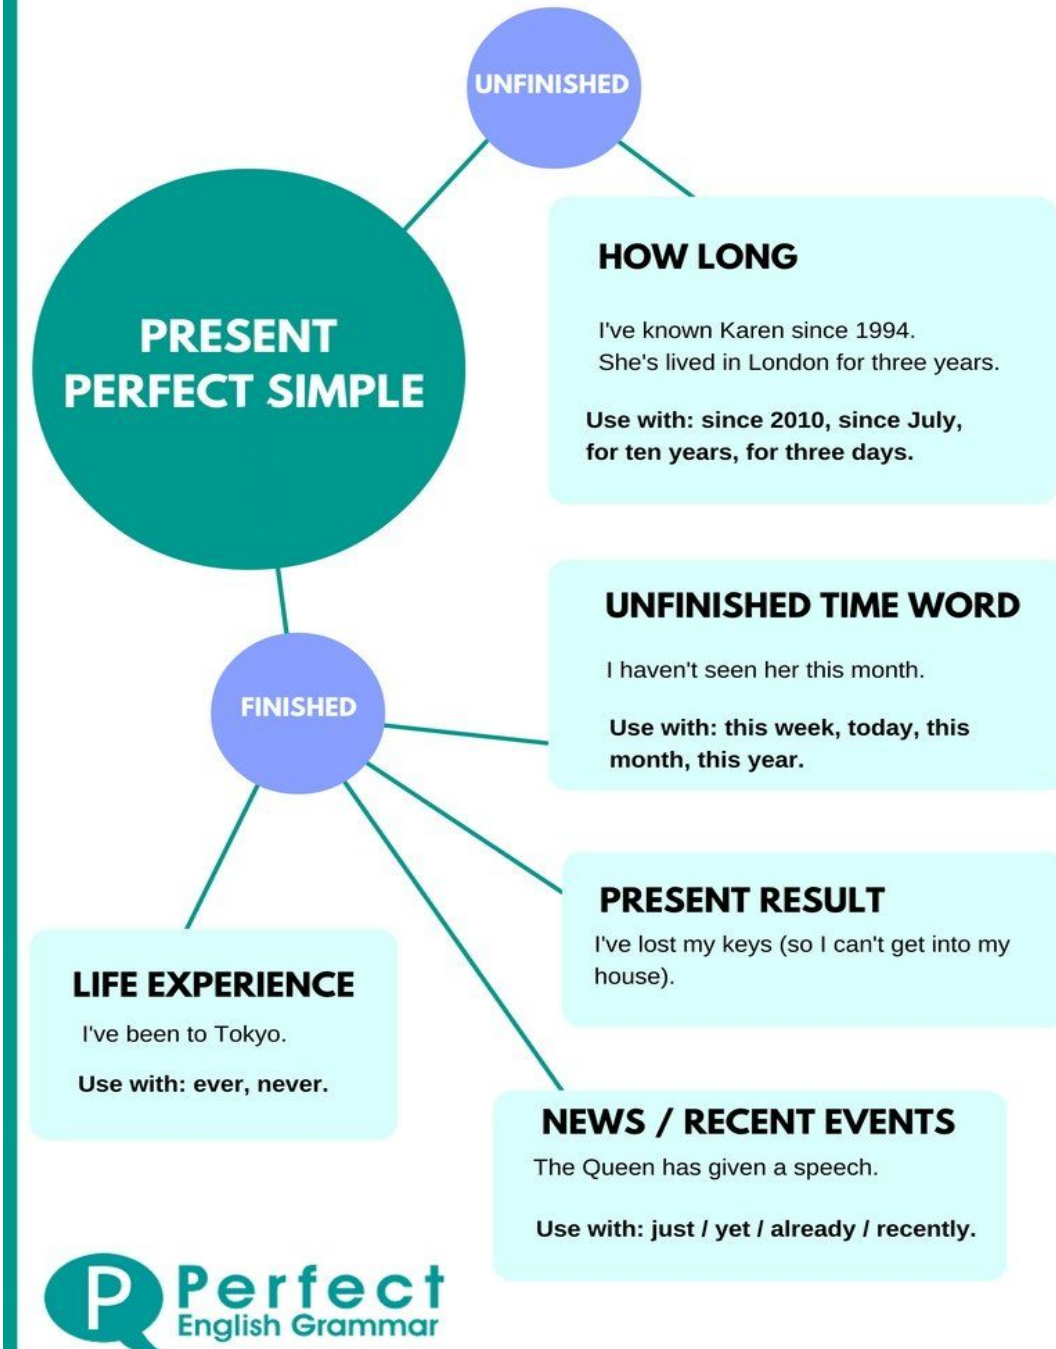 UNFINISHED
PRESENT
PERFECT SIMPLE
HOW LONG
I've known Karen since 1994.
She's lived in London for three years.
Use with: since 2010, since July,
for ten years, for three days.
FINISHED
UNFINISHED TIME WORD
I haven't seen her this month.
Use with: this week, today, this
month, this year.
PRESENT RESULT
I've lost my keys (so I can't get into my
house).
LIFE EXPERIENCE
I've been to Tokyo.
Use with: ever, never.
NEWS / RECENT EVENTS
The Queen has given a speech.
Use with: just / yet / already / recently.
P
Perfect
English Grammar